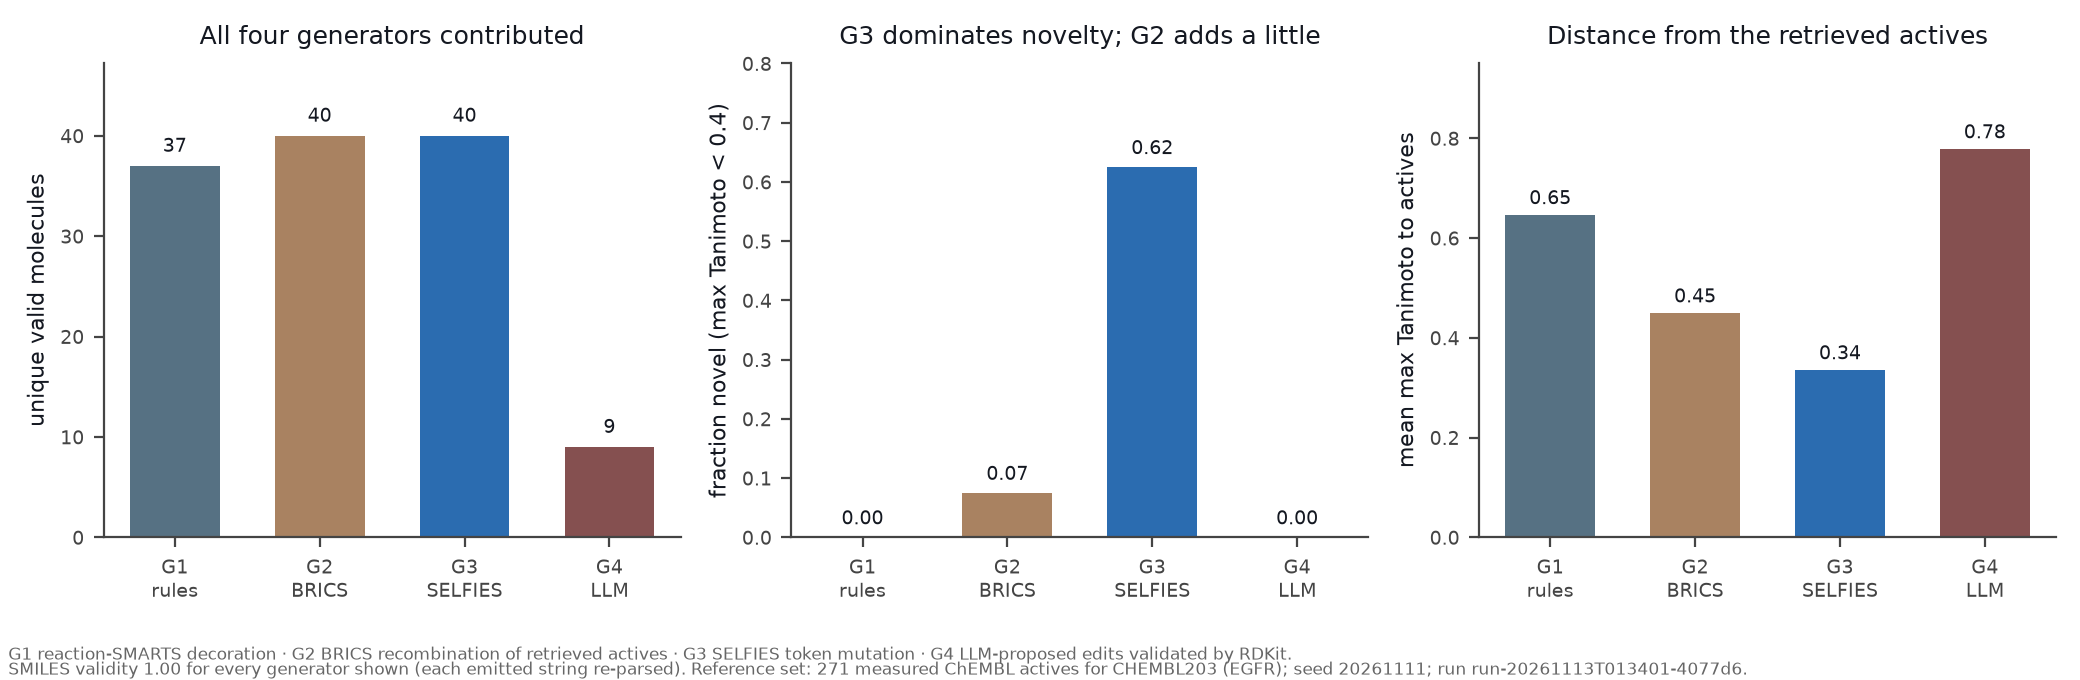 All four generators contributed
unique valid molecules
40
30
20
10
0
37
40
40
9
G1
rules
G2
BRICS
G3
SELFIES
G4
LLM
G3 dominates novelty; G2 adds a little
fraction novel (max Tanimoto < 0.4)
0.8
0.7
0.6
0.5
0.4
0.3
0.2
0.1
0.0
0.00
0.07
0.62
0.00
G1
rules
G2
BRICS
G3
SELFIES
G4
LLM
Distance from the retrieved actives
mean max Tanimoto to actives
0.8
0.6
0.4
0.2
0.0
0.65
0.45
0.34
0.78
G1
rules
G2
BRICS
G3
SELFIES
G4
LLM
G1 reaction-SMARTS decoration · G2 BRICS recombination of retrieved actives · G3 SELFIES token mutation · G4 LLM-proposed edits validated by RDKit.
SMILES validity 1.00 for every generator shown (each emitted string re-parsed). Reference set: 271 measured ChEMBL actives for CHEMBL203 (EGFR); seed 20261111; run run-20261113T013401-4077d6.